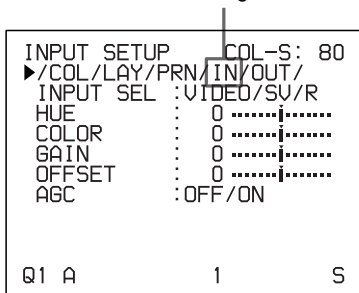 INPUT SETUP COL-S: 80
▶/COL/LAY/PRN/IN/OUT/
INPUT SEL :VIDEO/SV/R
HUE : 0
COLOR : 0
GAIN : 0
OFFSET : 0
AGC :OFF/ON
Q1 A 1 S